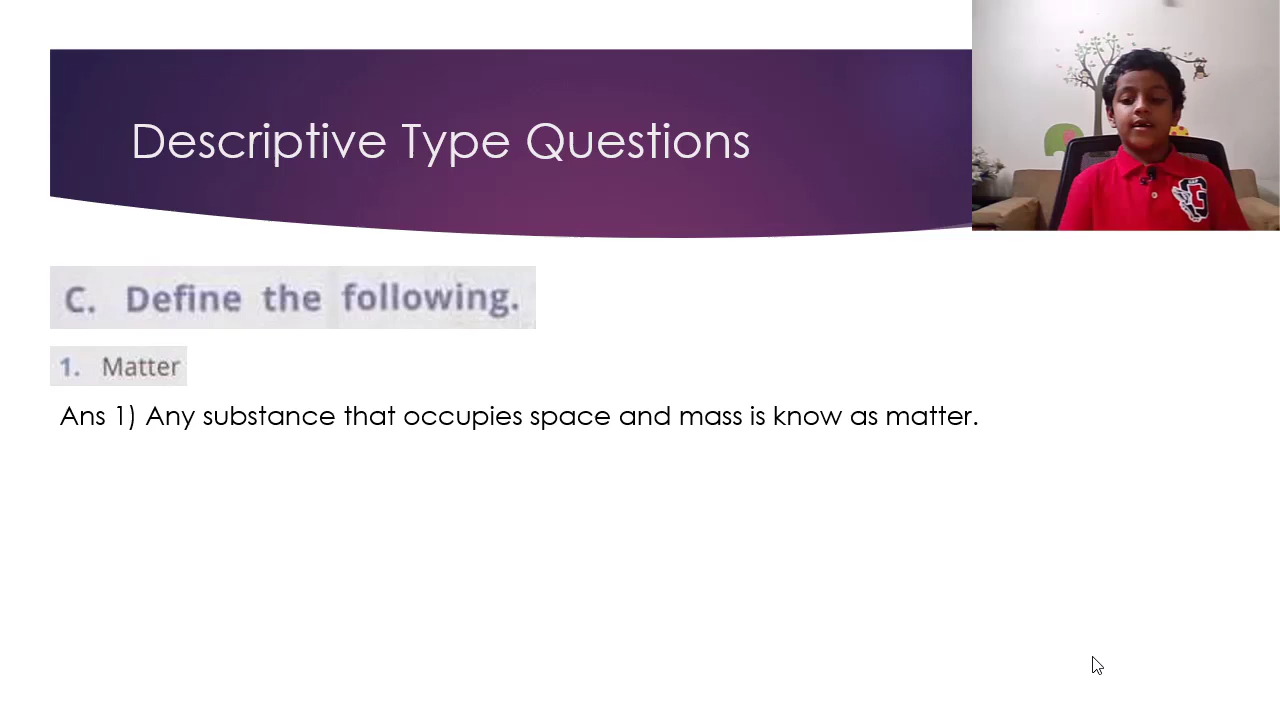 Descriptive Type Questions
C. Define the following.
1. Matter
Ans 1) Any substance that occupies space and mass is know as matter.